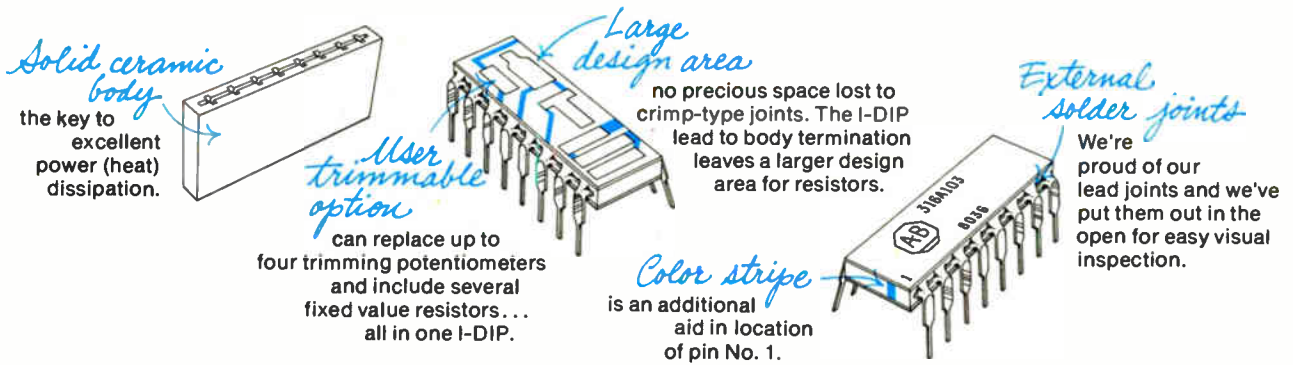 Solid ceramic
body
the key to
excellent
power (heat)
dissipation.
Large
design area
no precious space lost to
crimp-type joints. The I-DIP
lead to body termination
leaves a larger design
area for resistors.
User
trimmable
option
can replace up to
four trimming potentiometers
and include several
fixed value resistors...
all in one I-DIP.
External
solder joints
We're
proud of our
lead joints and we've
put them out in the
open for easy visual
inspection.
Color stripe
is an additional
aid in location
of pin No. 1.
316A103
AB 8036
1